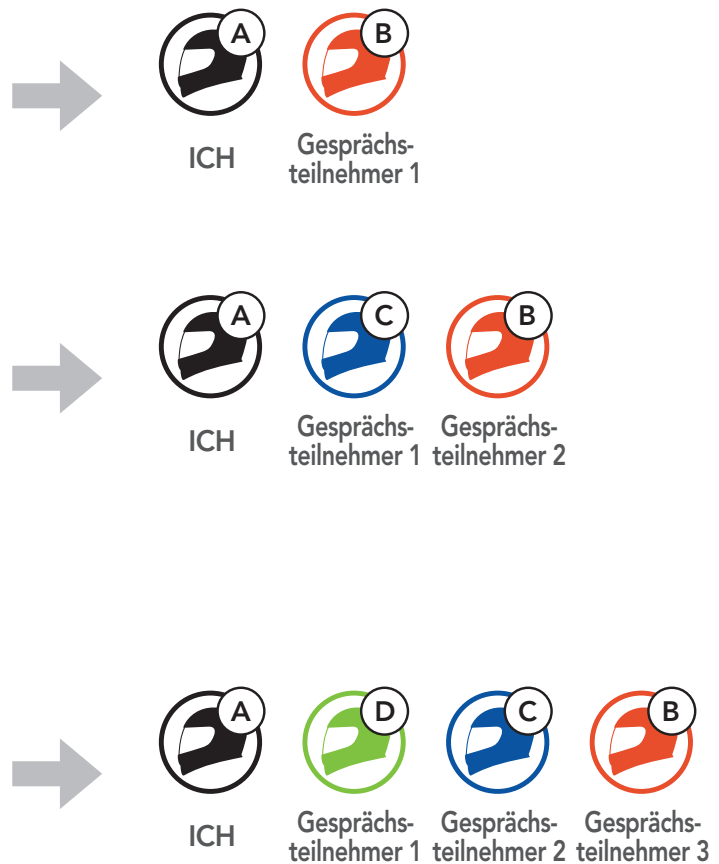 A B
ICH
Gesprächs-
teilnehmer 1
A C B
ICH
Gesprächs-
teilnehmer 1
Gesprächs-
teilnehmer 2
A D C B
ICH
Gesprächs-
teilnehmer 1
Gesprächs-
teilnehmer 2
Gesprächs-
teilnehmer 3